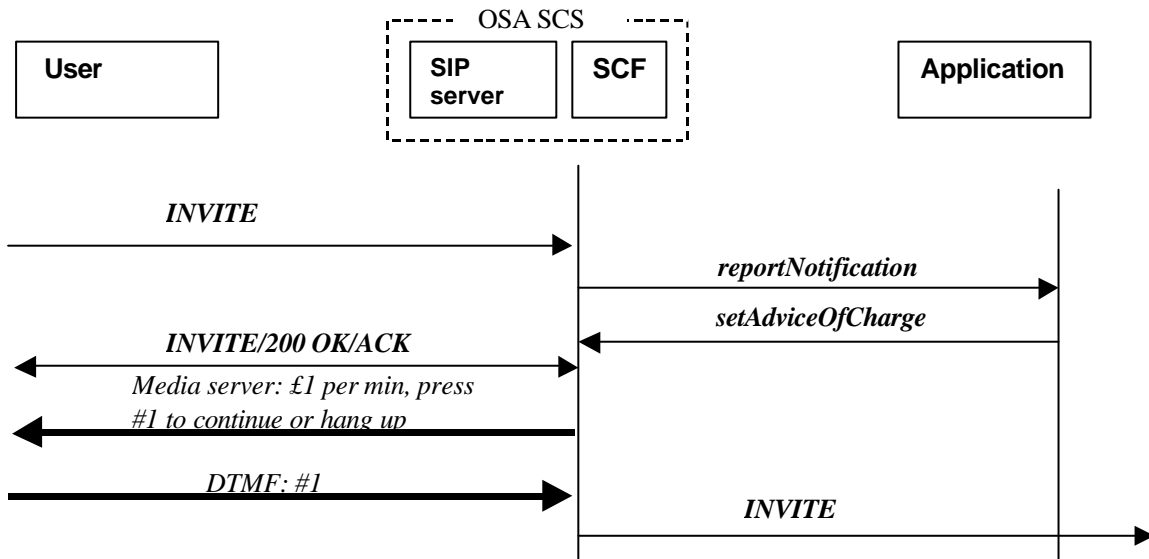 OSA SCS
User
SIP
server
SCF
Application
INVITE
reportNotification
setAdviceOfCharge
INVITE/200 OK/ACK
Media server: £1 per min, press
#1 to continue or hang up
DTMF: #1
INVITE